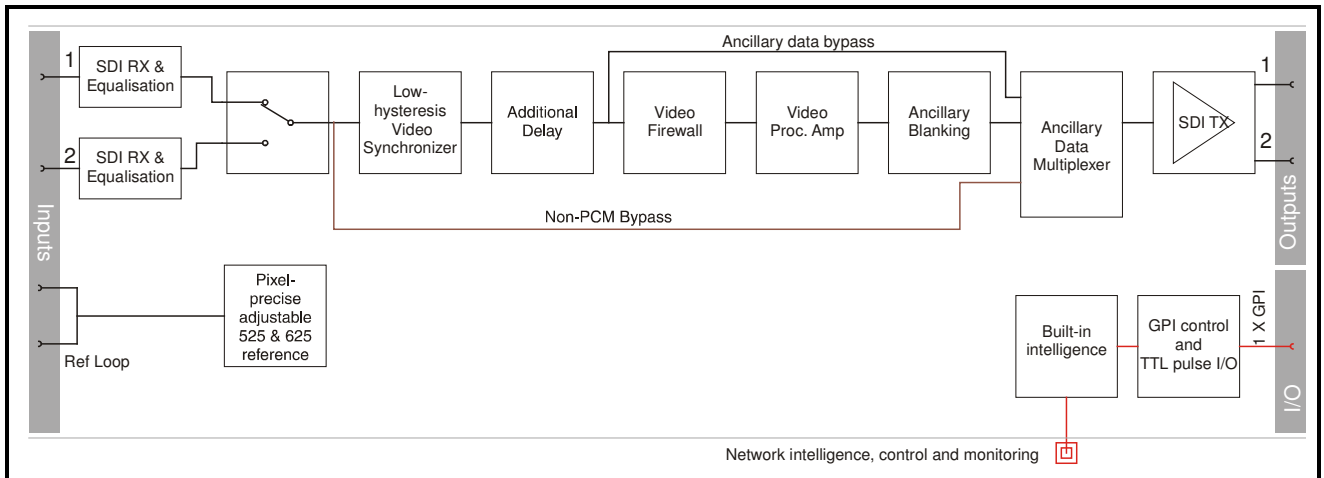 Ancillary data bypass
1
SDI RX &
Equalisation
Low-
hysteresis
Video
Synchronizer
Additional
Delay
Video
Firewall
Video
Proc. Amp
Ancillary
Blanking
Ancillary
Data
Multiplexer
SDI TX
1
2
2
SDI RX &
Equalisation
Non-PCM Bypass
Inputs
Outputs
Pixel-
precise
adjustable
525 & 625
reference
Ref Loop
Built-in
intelligence
GPI control
and
TTL pulse I/O
1 X GPI
I/O
Network intelligence, control and monitoring